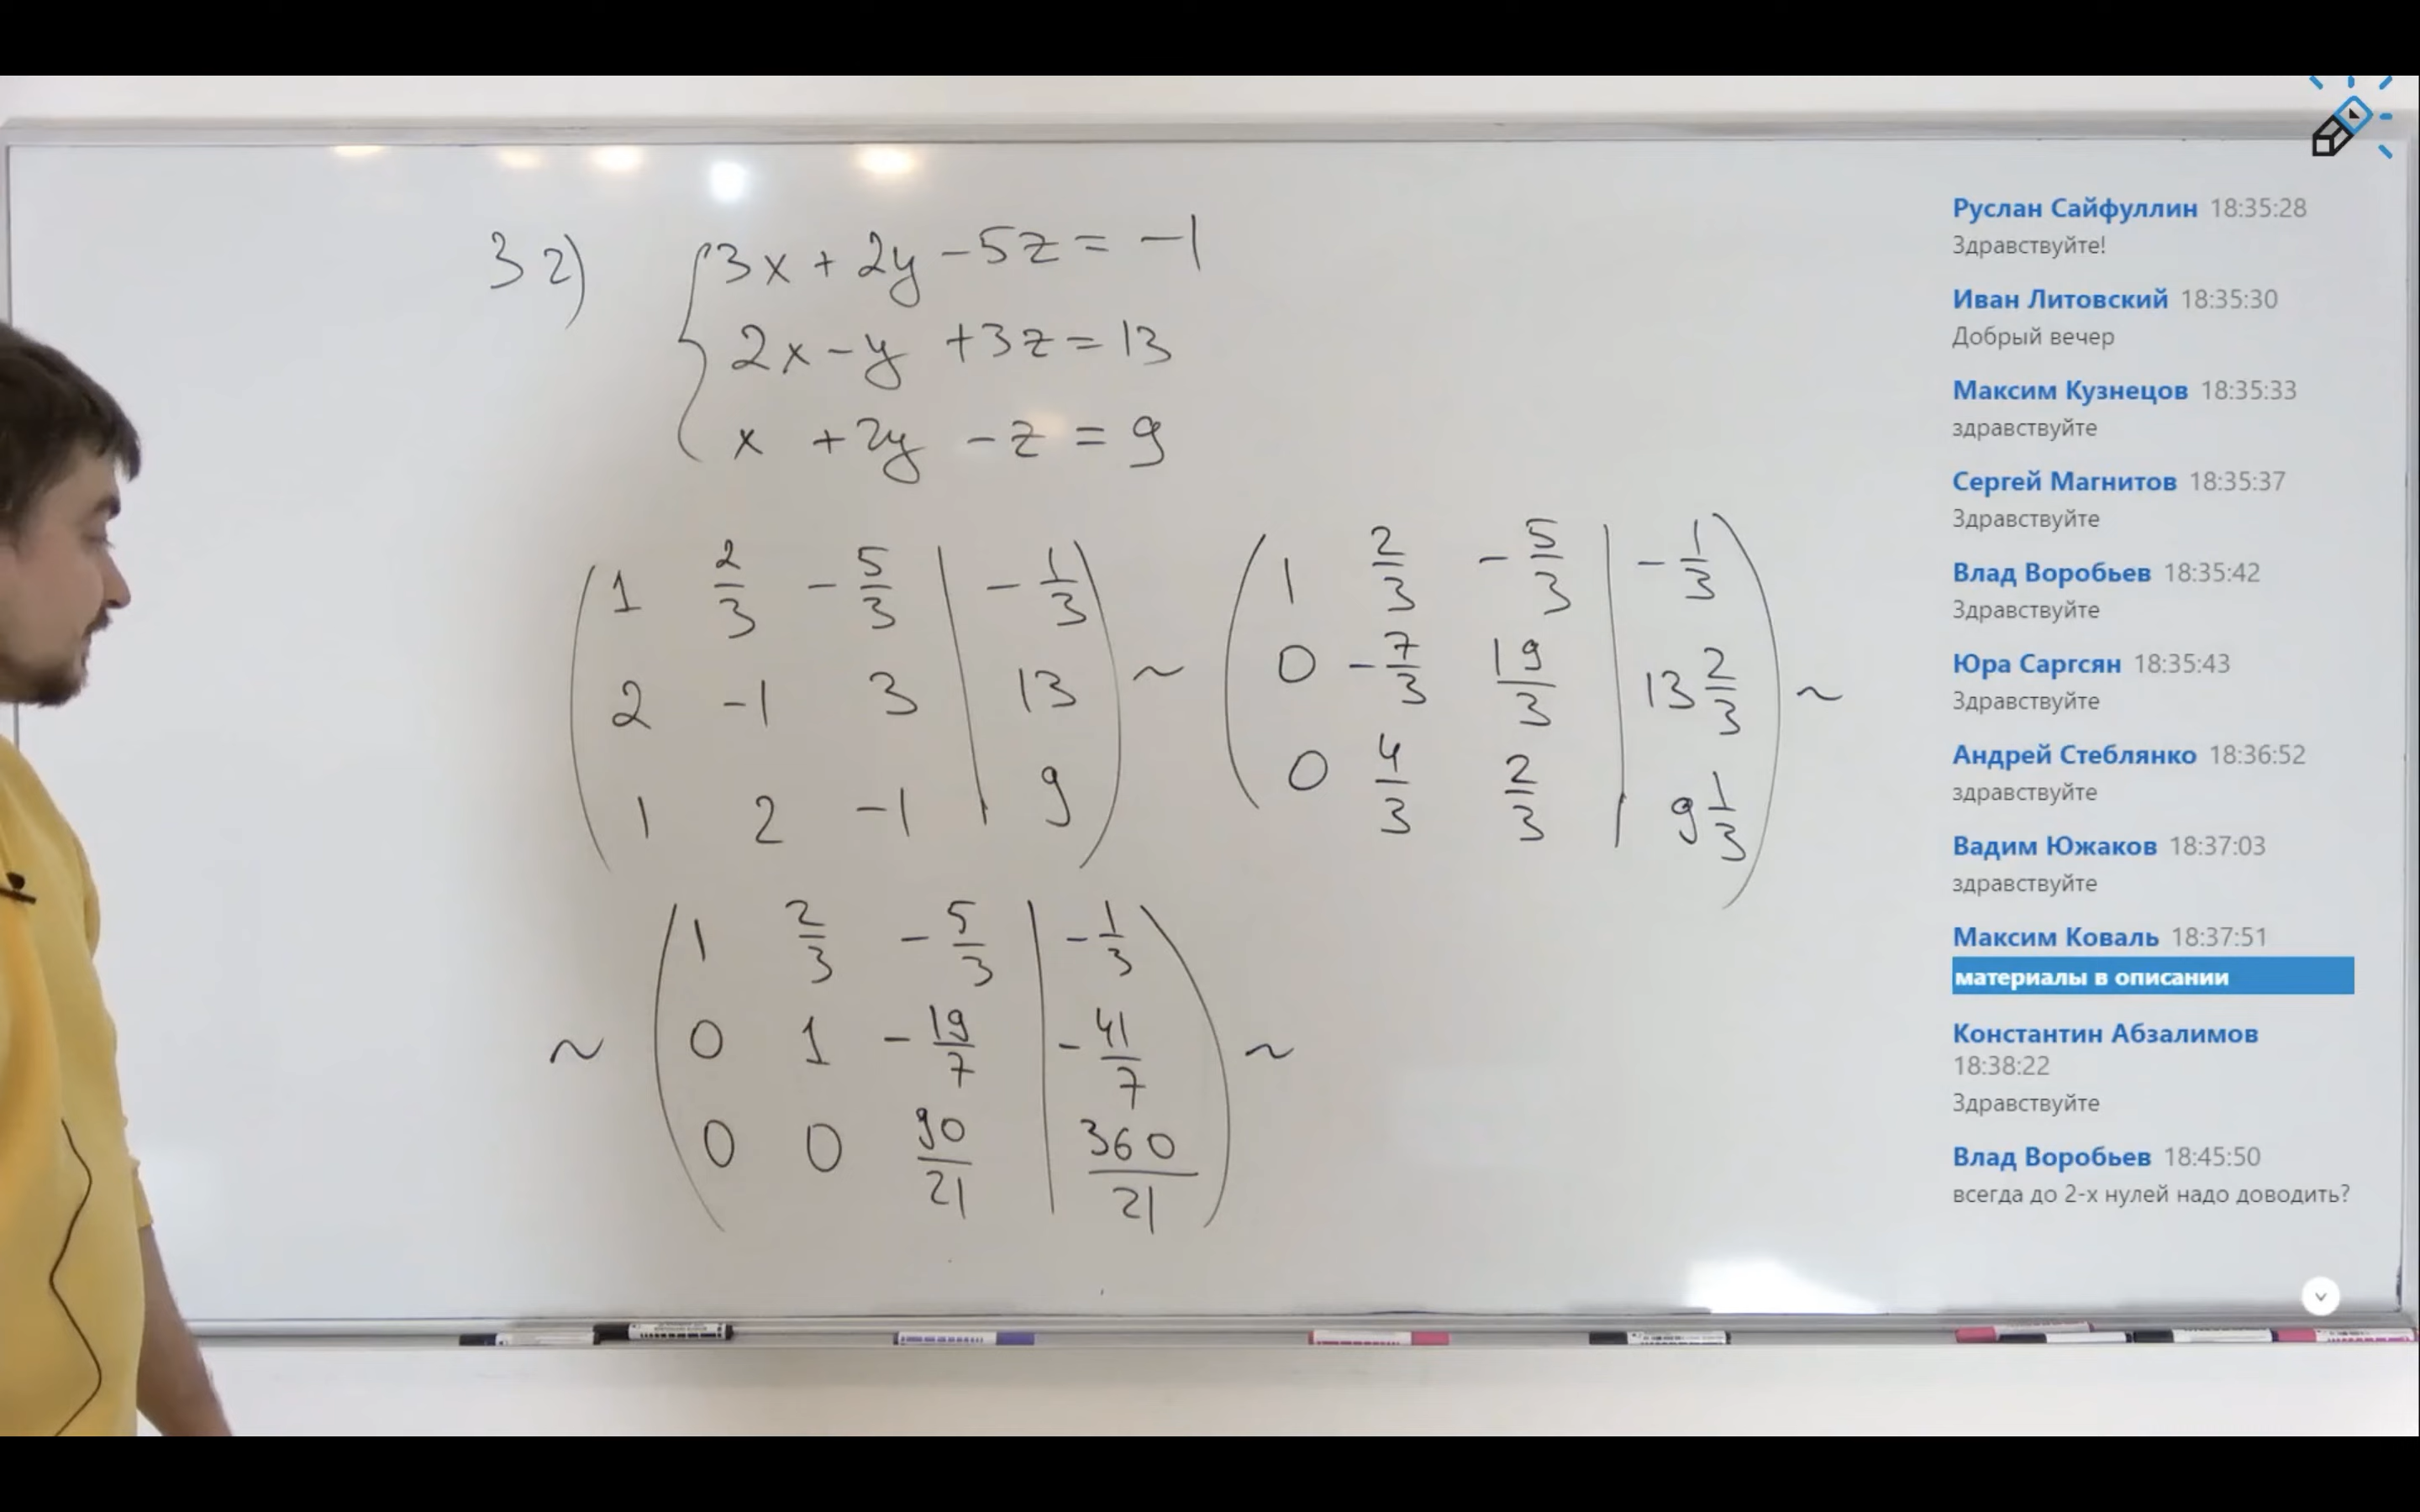 3 г) { 3x + 2y - 5z = -1
2x - y + 3z = 13
x + 2y - z = 9
( 1 2/3 -5/3 | -1/3 ) ~ ( 1 2/3 -5/3 | -1/3 ) ~
( 2 -1 3 | 13 ) ( 0 -7/3 19/3 | 13 2/3 )
( 1 2 -1 | 9 ) ( 0 4/3 2/3 | 9 1/3 )
~ ( 1 2/3 -5/3 | -1/3 ) ~
( 0 1 -19/7 | -41/7 )
( 0 0 90/21 | 360/21 )
Руслан Сайфуллин 18:35:28
Здравствуйте!
Иван Литовский 18:35:30
Добрый вечер
Максим Кузнецов 18:35:33
здравствуйте
Сергей Магнитов 18:35:37
Здравствуйте
Влад Воробьев 18:35:42
Здравствуйте
Юра Саргсян 18:35:43
Здравствуйте
Андрей Стеблянко 18:36:52
здравствуйте
Вадим Южаков 18:37:03
здравствуйте
Максим Коваль 18:37:51
материалы в описании
Константин Абзалимов
18:38:22
Здравствуйте
Влад Воробьев 18:45:50
всегда до 2-х нулей надо доводить?